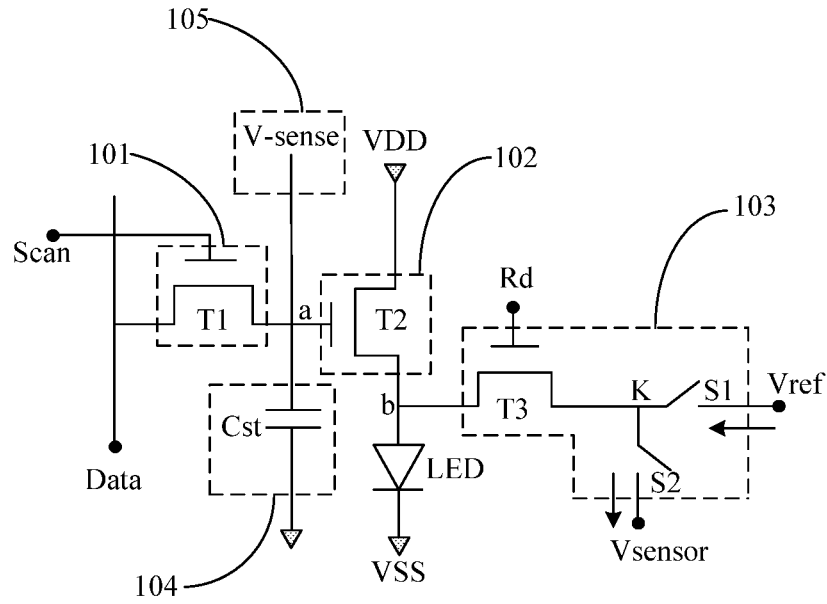 105
V-sense
VDD
101
102
103
Scan
Rd
a
T1
T2
K
S1
Vref
b
T3
Cst
LED
S2
Data
Vsensor
VSS
104